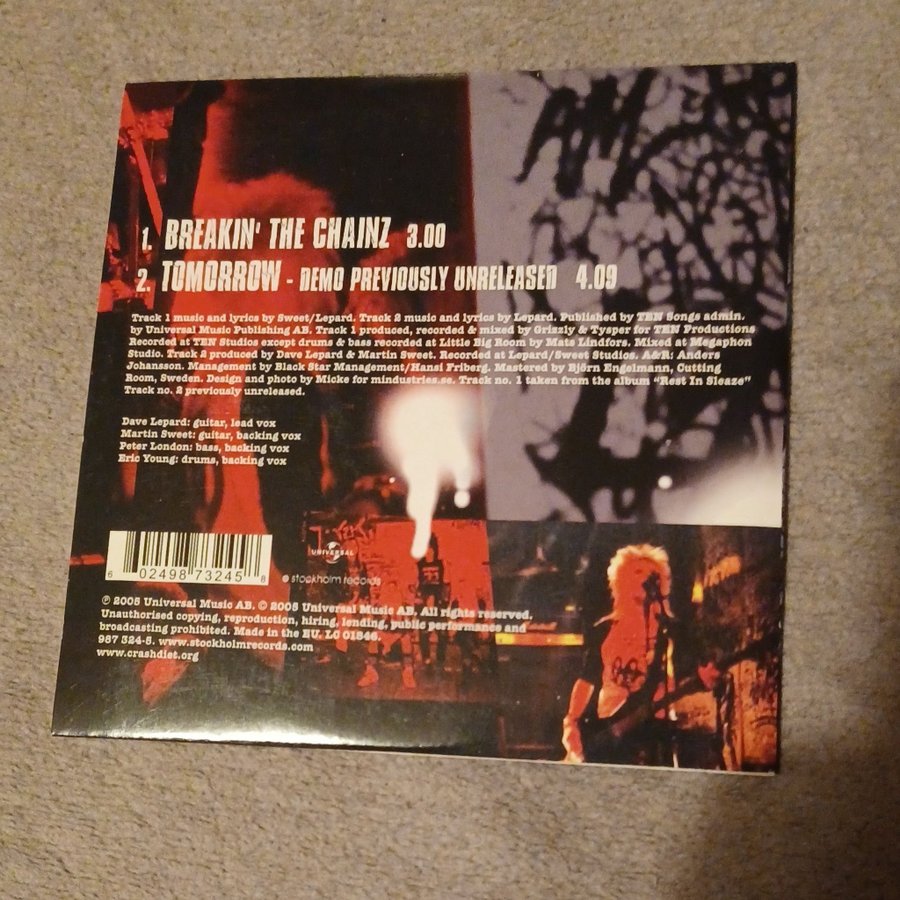 1. BREAKIN' THE CHAINZ 3.00
2. TOMORROW - DEMO PREVIOUSLY UNRELEASED 4.09
Track 1 music and lyrics by Sweet/Lepard. Track 2 music and lyrics by Lepard. Published by TEN Songs admin.
by Universal Music Publishing AB. Track 1 produced, recorded & mixed by Grizzly & Tysper for TEN Productions
Recorded at TEN Studios except drums & bass recorded at Little Big Room by Mats Lindfors. Mixed at Megaphon
Studio. Track 2 produced by Dave Lepard & Martin Sweet. Recorded at Lepard/Sweet Studios. A&R: Anders
Johansson. Management by Black Star Management/Hansi Friberg. Mastered by Björn Engelmann, Cutting
Room, Sweden. Design and photo by Micke for mindustries.se. Track no. 1 taken from the album "Rest In Sleaze"
Track no. 2 previously unreleased.
Dave Lepard: guitar, lead vox
Martin Sweet: guitar, backing vox
Peter London: bass, backing vox
Eric Young: drums, backing vox
UNIVERSAL
6 02498 73245 8
stockholm records
℗ 2005 Universal Music AB. © 2005 Universal Music AB. All rights reserved.
Unauthorised copying, reproduction, hiring, lending, public performance and
broadcasting prohibited. Made in the EU. LC 01846.
987 324-5. www.stockholmrecords.com
www.crashdiet.org